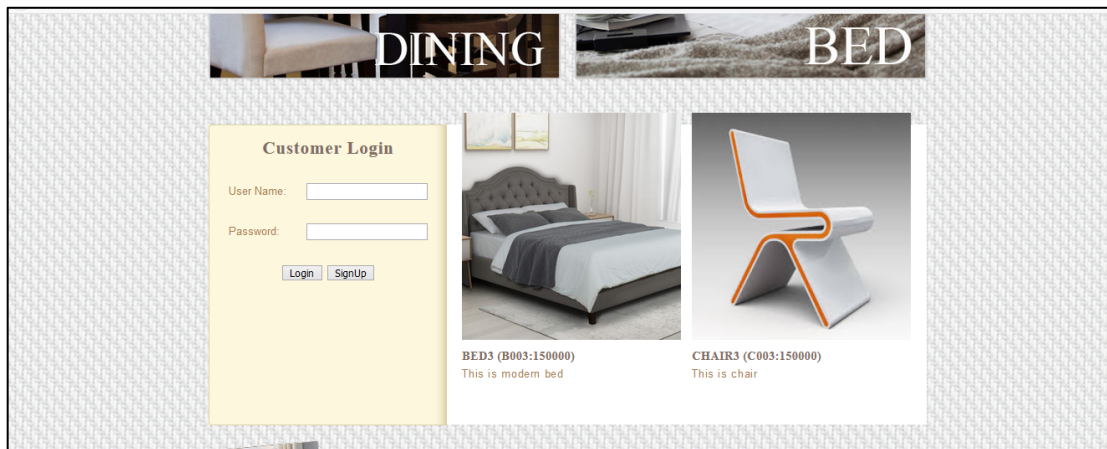 DINING
BED
Customer Login
User Name:
Password:
Login SignUp
BED3 (B003:150000)
This is modern bed
CHAIR3 (C003:150000)
This is chair